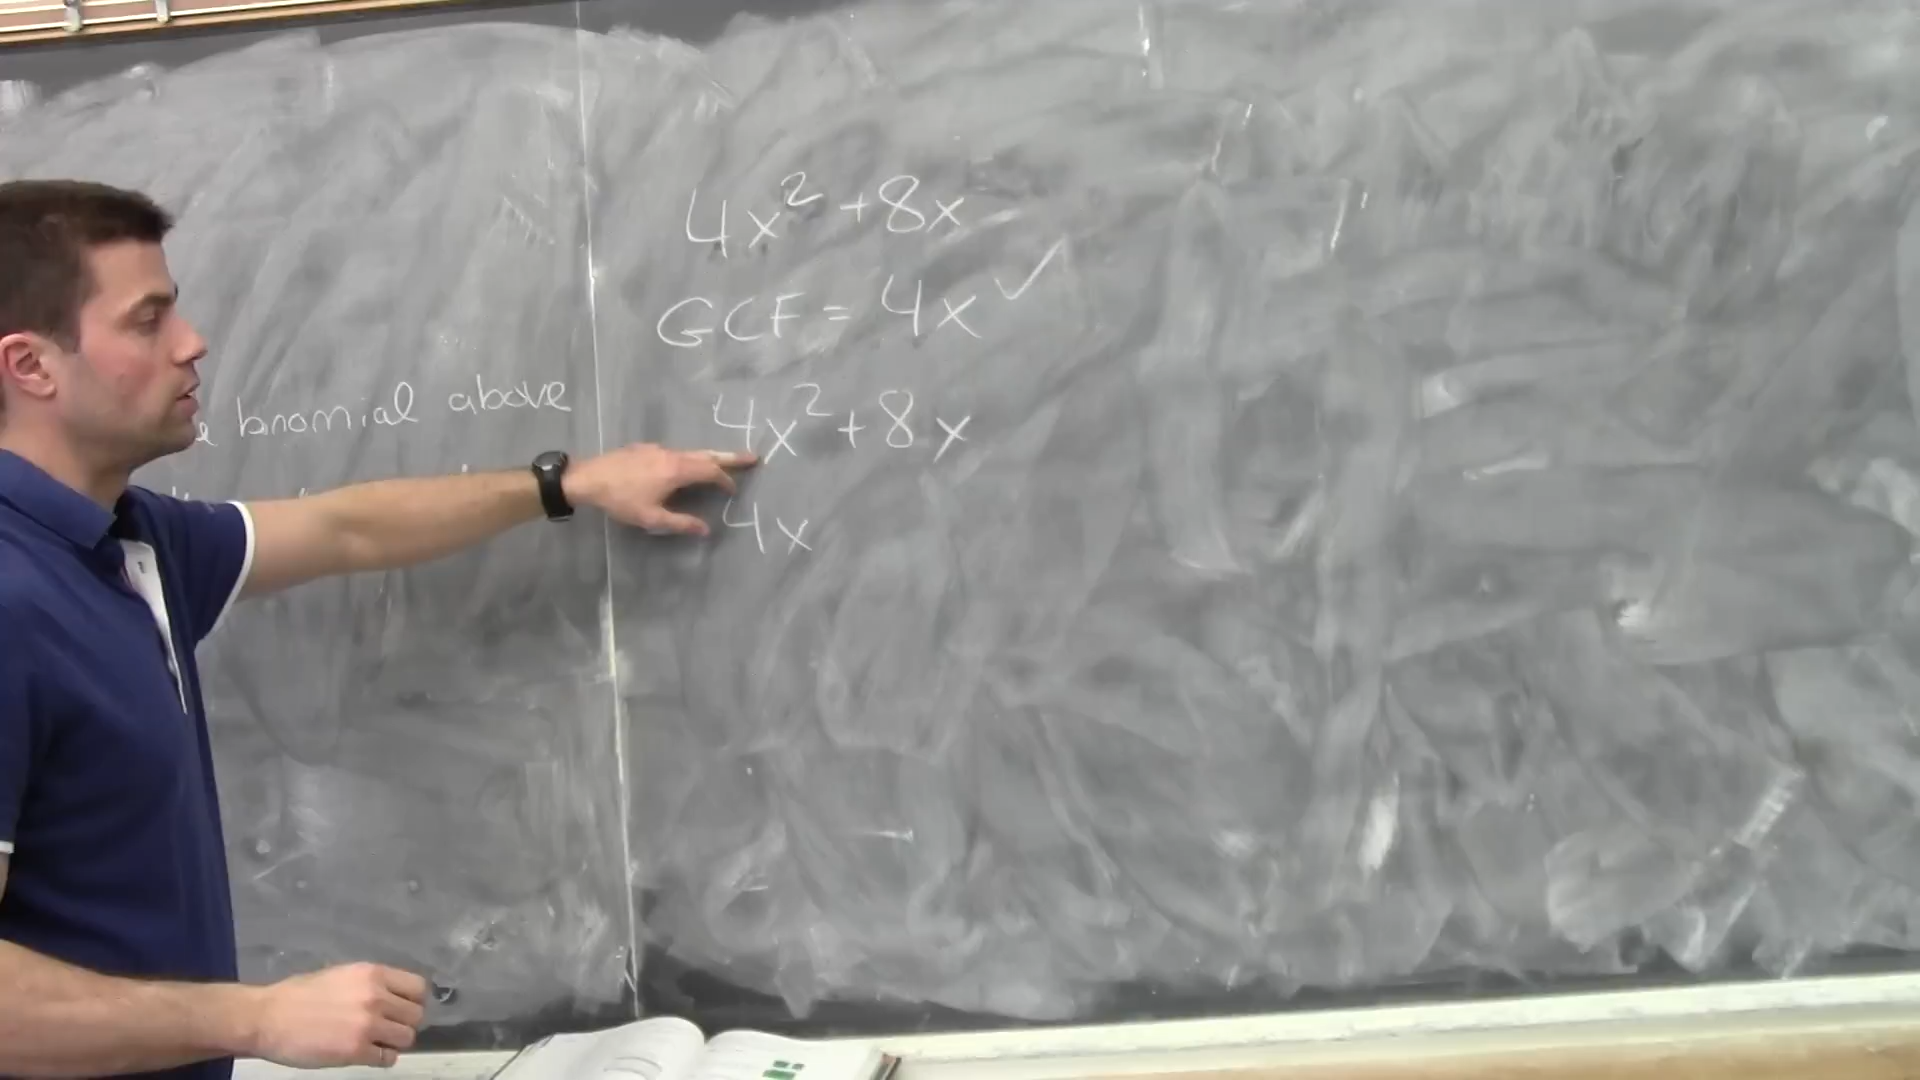 binomial above
4x² + 8x
GCF = 4x ✓
4x² + 8x
4x